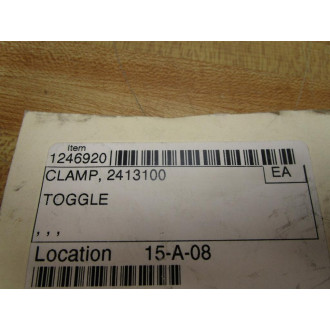 Item
1246920
CLAMP, 2413100
EA
TOGGLE
, , ,
Location 15-A-08